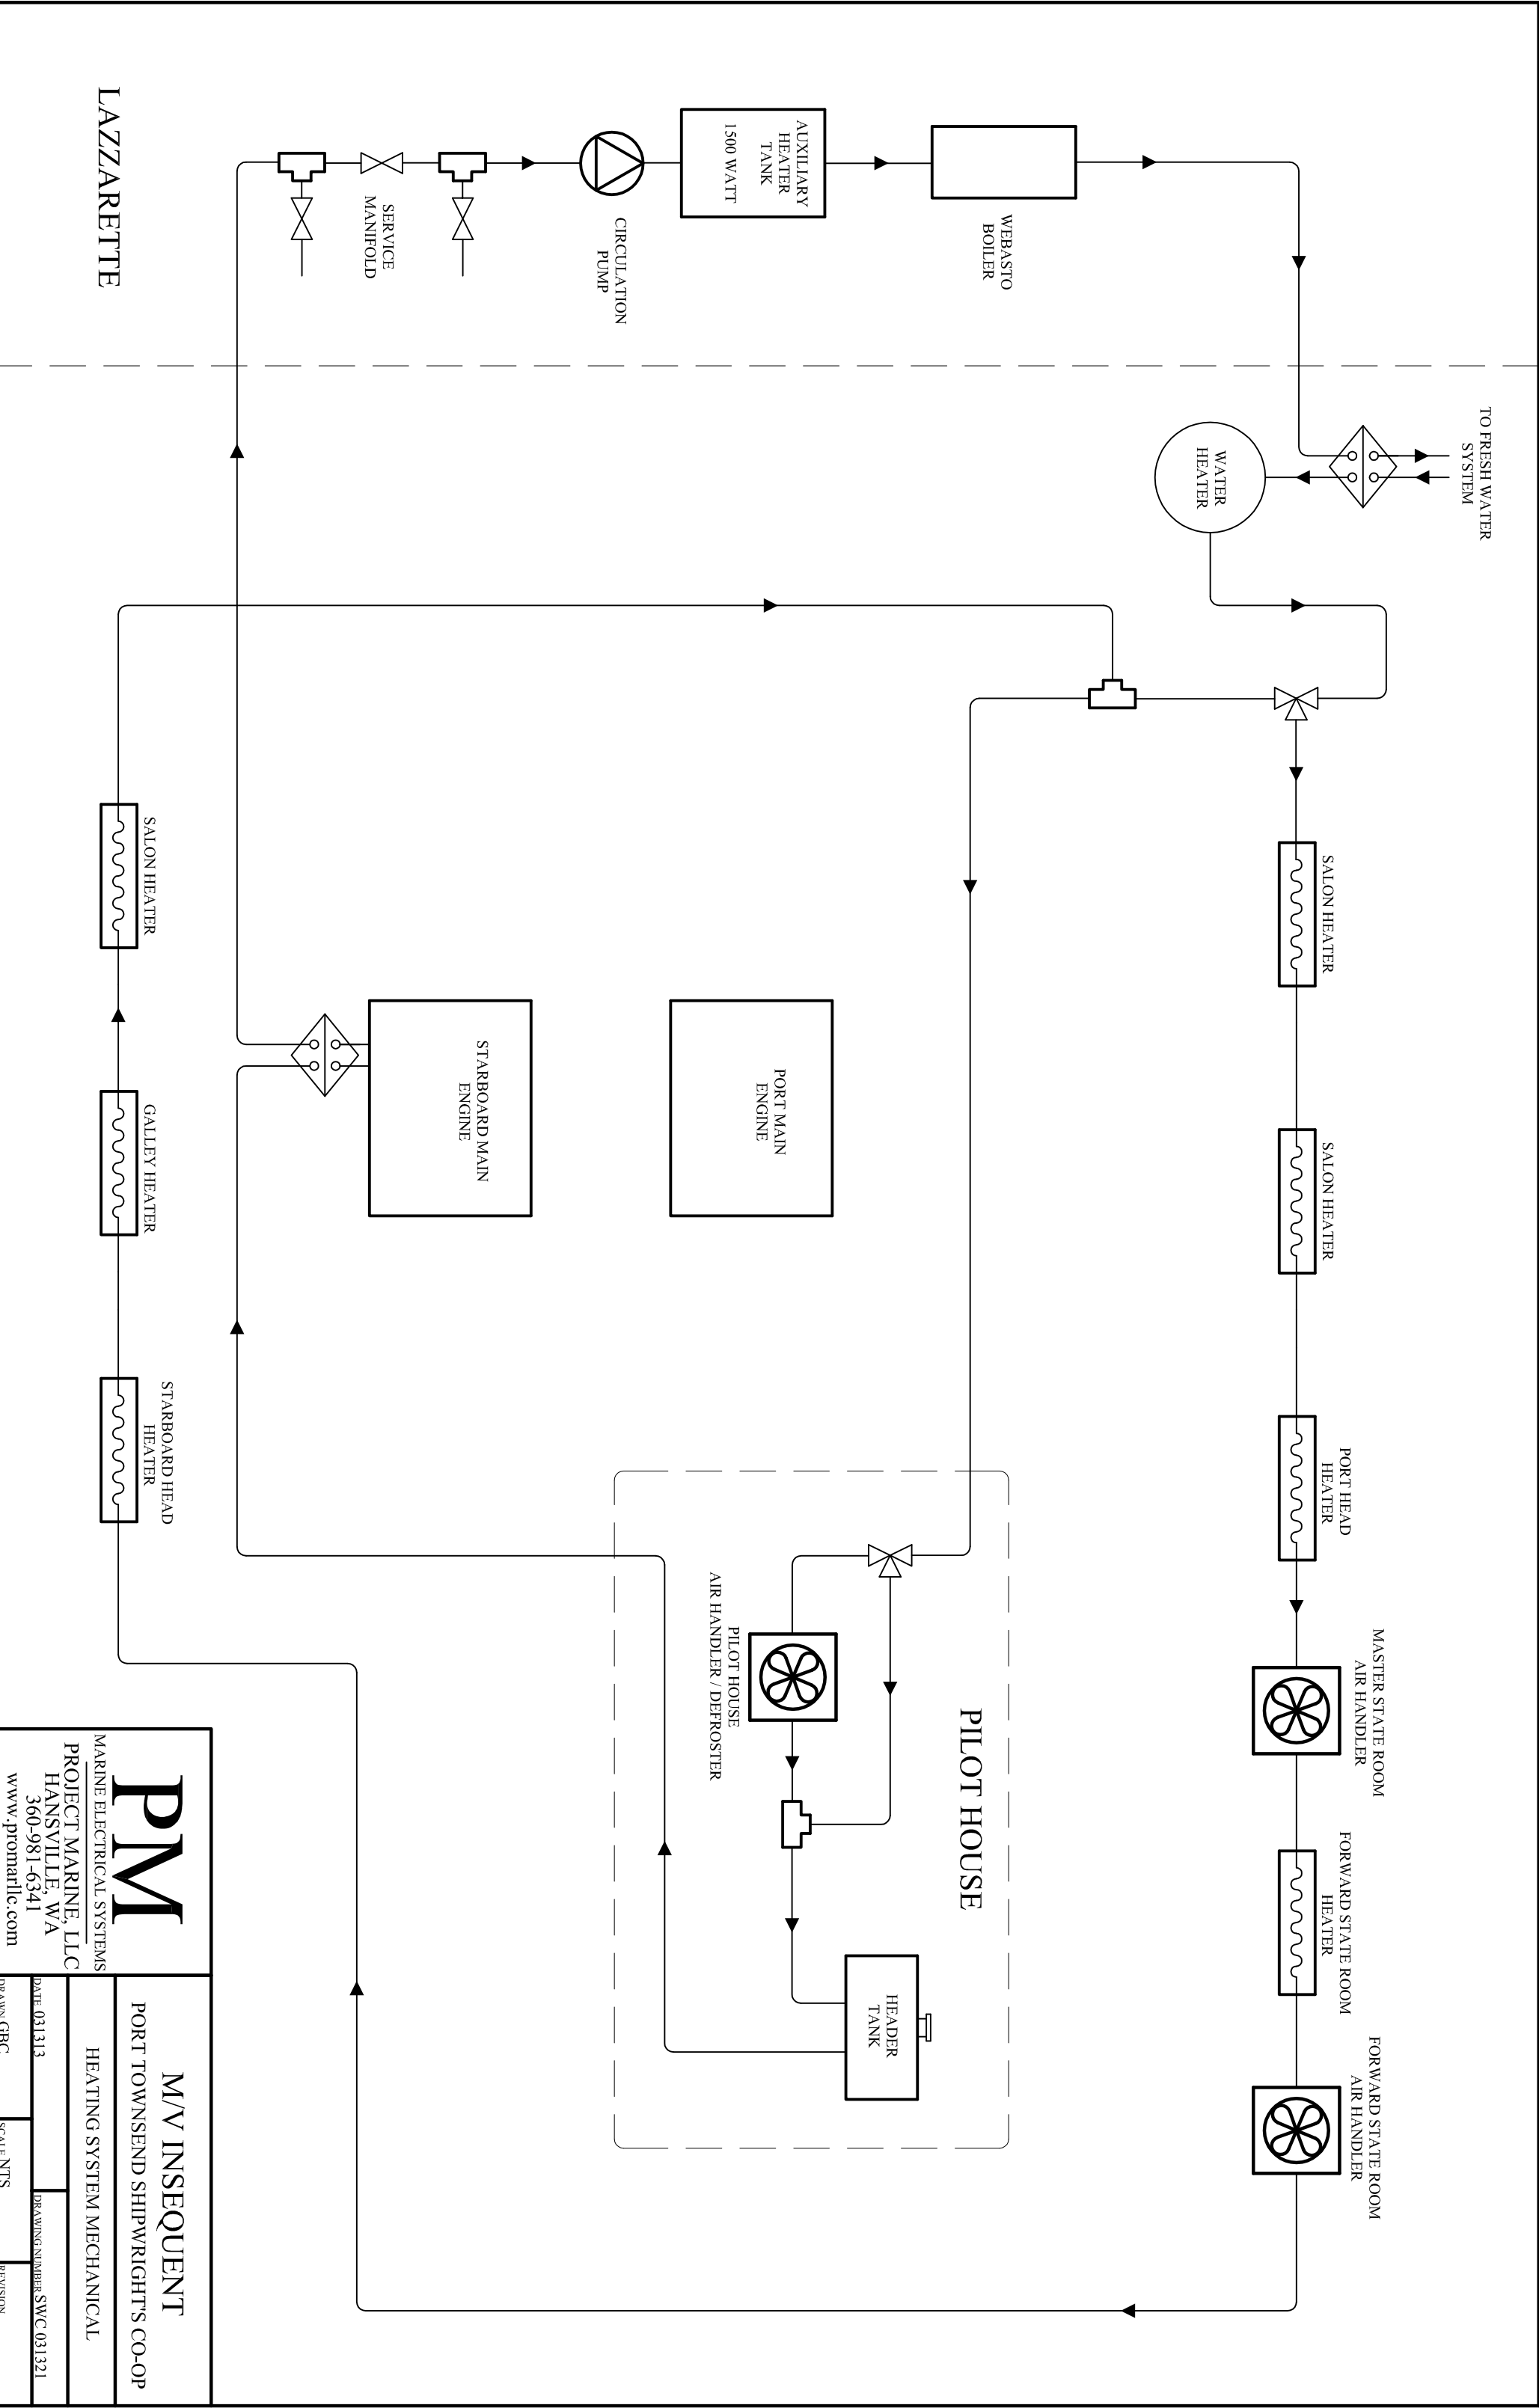 TO FRESH WATER
SYSTEM
WATER
HEATER
SALON HEATER
SALON HEATER
PORT HEAD
HEATER
MASTER STATE ROOM
AIR HANDLER
FORWARD STATE ROOM
HEATER
FORWARD STATE ROOM
AIR HANDLER
WEBASTO
BOILER
AUXILIARY
HEATER
TANK
1500 WATT
CIRCULATION
PUMP
SERVICE
MANIFOLD
LAZZARETTE
PORT MAIN
ENGINE
STARBOARD MAIN
ENGINE
PILOT HOUSE
HEADER
TANK
PILOT HOUSE
AIR HANDLER / DEFROSTER
SALON HEATER
GALLEY HEATER
STARBOARD HEAD
HEATER
PM
MARINE ELECTRICAL SYSTEMS
PROJECT MARINE, LLC
HANSVILLE, WA
360-981-6341
www.promarllc.com
M/V INSEQUENT
PORT TOWNSEND SHIPWRIGHT'S CO-OP
HEATING SYSTEM MECHANICAL
DATE 031313
DRAWING NUMBER SWC 031321
DRAWN GBC
SCALE NTS
REVISION